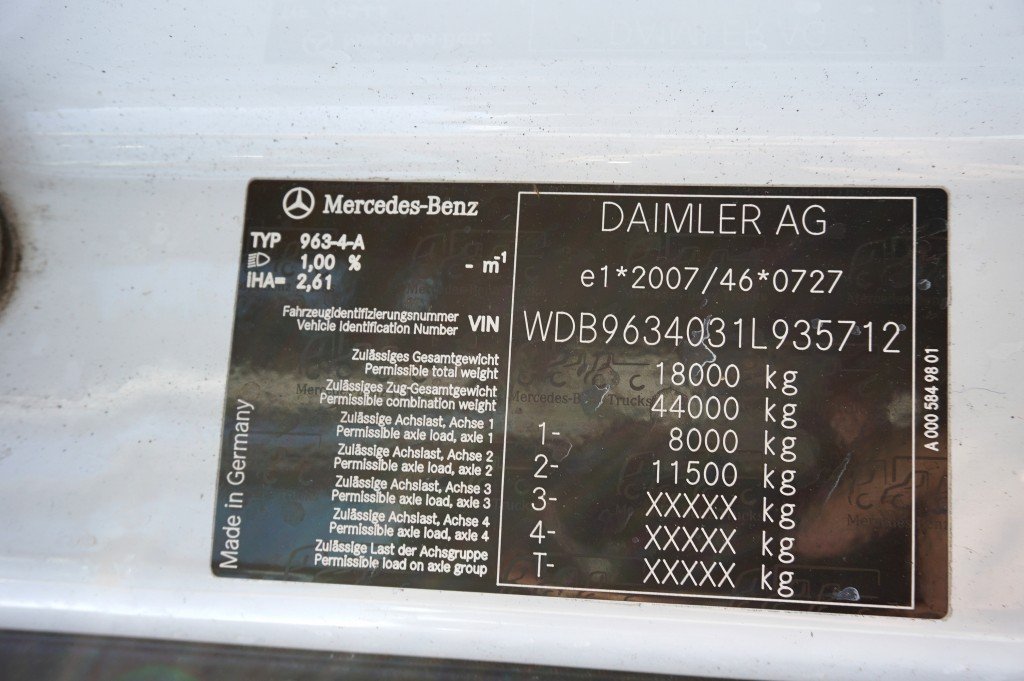 Mercedes-Benz
TYP 963-4-A
1,00 % - m⁻¹
iHA= 2,61
Fahrzeugidentifizierungsnummer
Vehicle Identification Number VIN
Zulässiges Gesamtgewicht
Permissible total weight
Zulässiges Zug-Gesamtgewicht
Permissible combination weight
Zulässige Achslast, Achse 1
Permissible axle load, axle 1
Zulässige Achslast, Achse 2
Permissible axle load, axle 2
Zulässige Achslast, Achse 3
Permissible axle load, axle 3
Zulässige Achslast, Achse 4
Permissible axle load, axle 4
Zulässige Last der Achsgruppe
Permissible load on axle group
Made in Germany
DAIMLER AG
e1*2007/46*0727
WDB9634031L935712
18000 kg
44000 kg
1- 8000 kg
2- 11500 kg
3- XXXXX kg
4- XXXXX kg
T- XXXXX kg
A 000 584 98 01